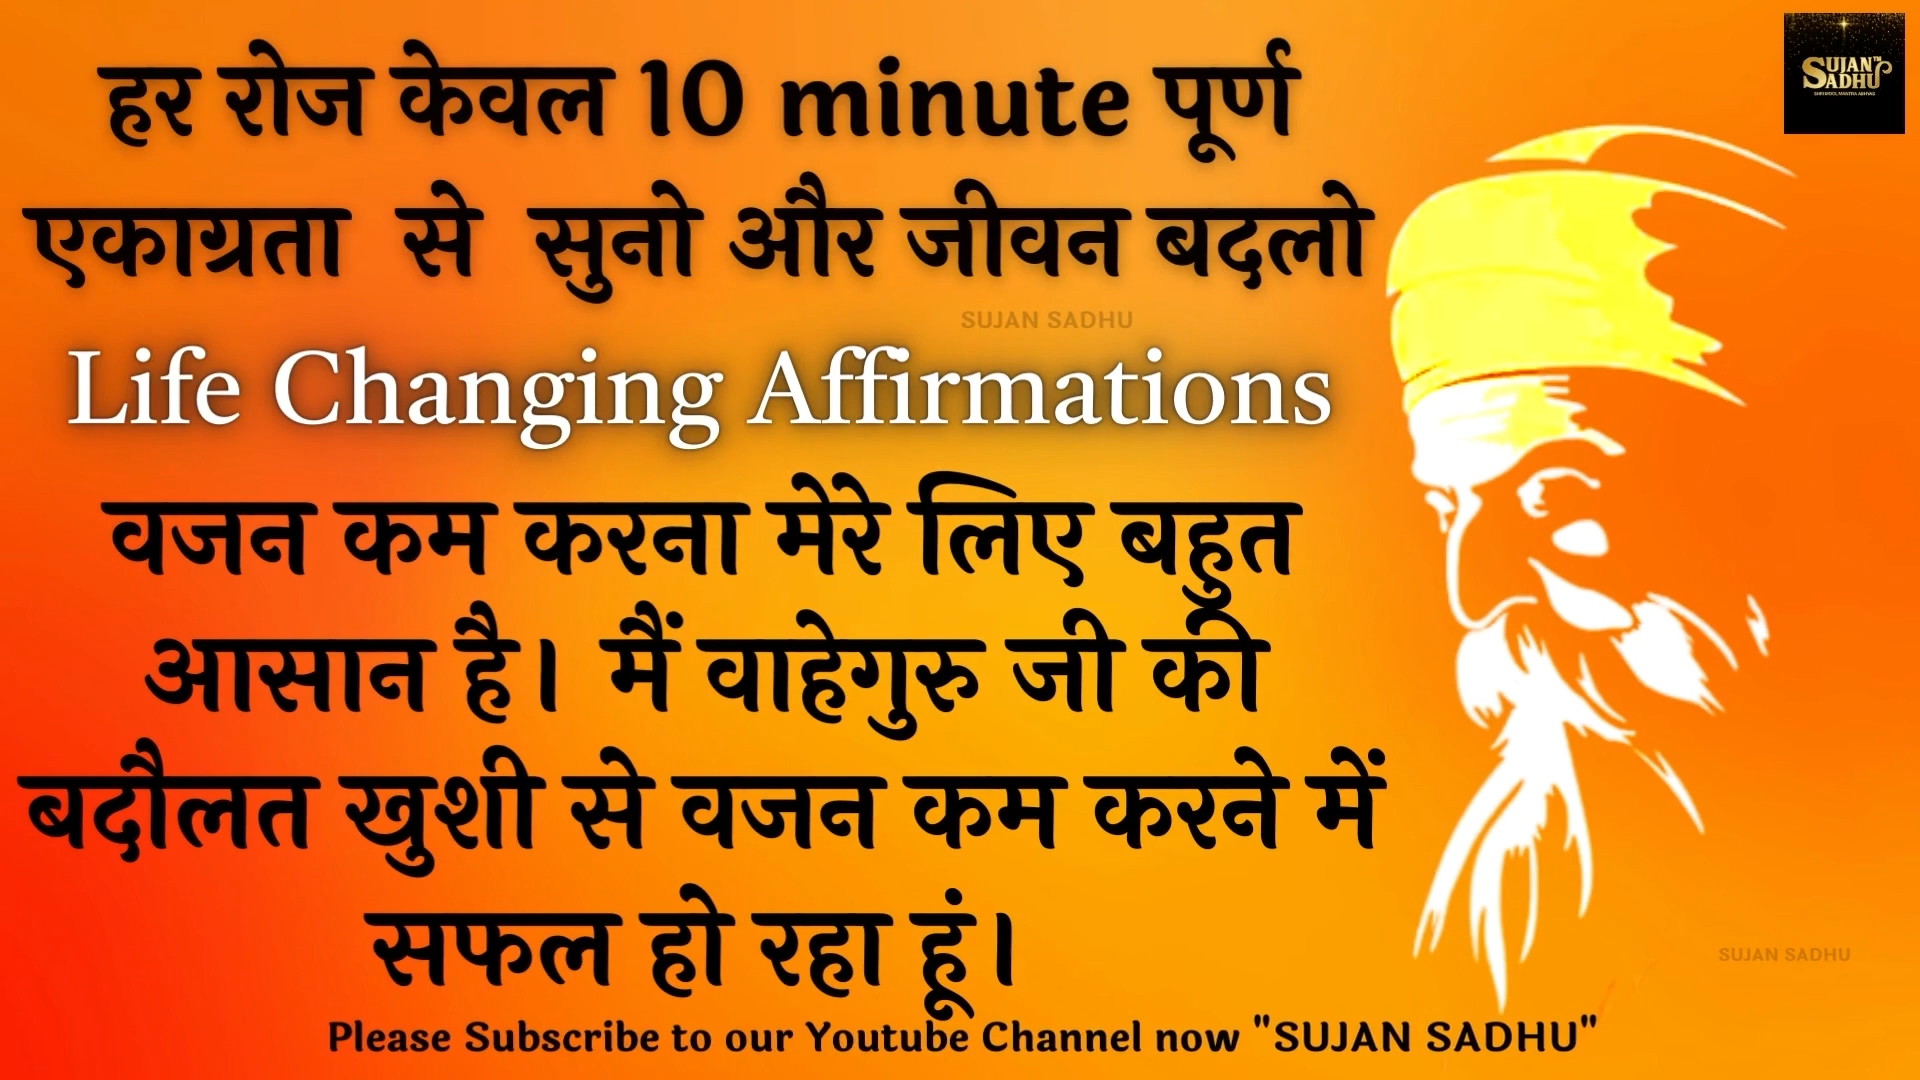 हर रोज केवल 10 minute पूर्ण
एकाग्रता से सुनो और जीवन बदलो
SUJAN SADHU
Life Changing Affirmations
वजन कम करना मेरे लिए बहुत
आसान है। मैं वाहेगुरु जी की
बदौलत खुशी से वजन कम करने में
सफल हो रहा हूं।
SUJAN SADHU
Please Subscribe to our Youtube Channel now "SUJAN SADHU"
SUJAN™
SADHU